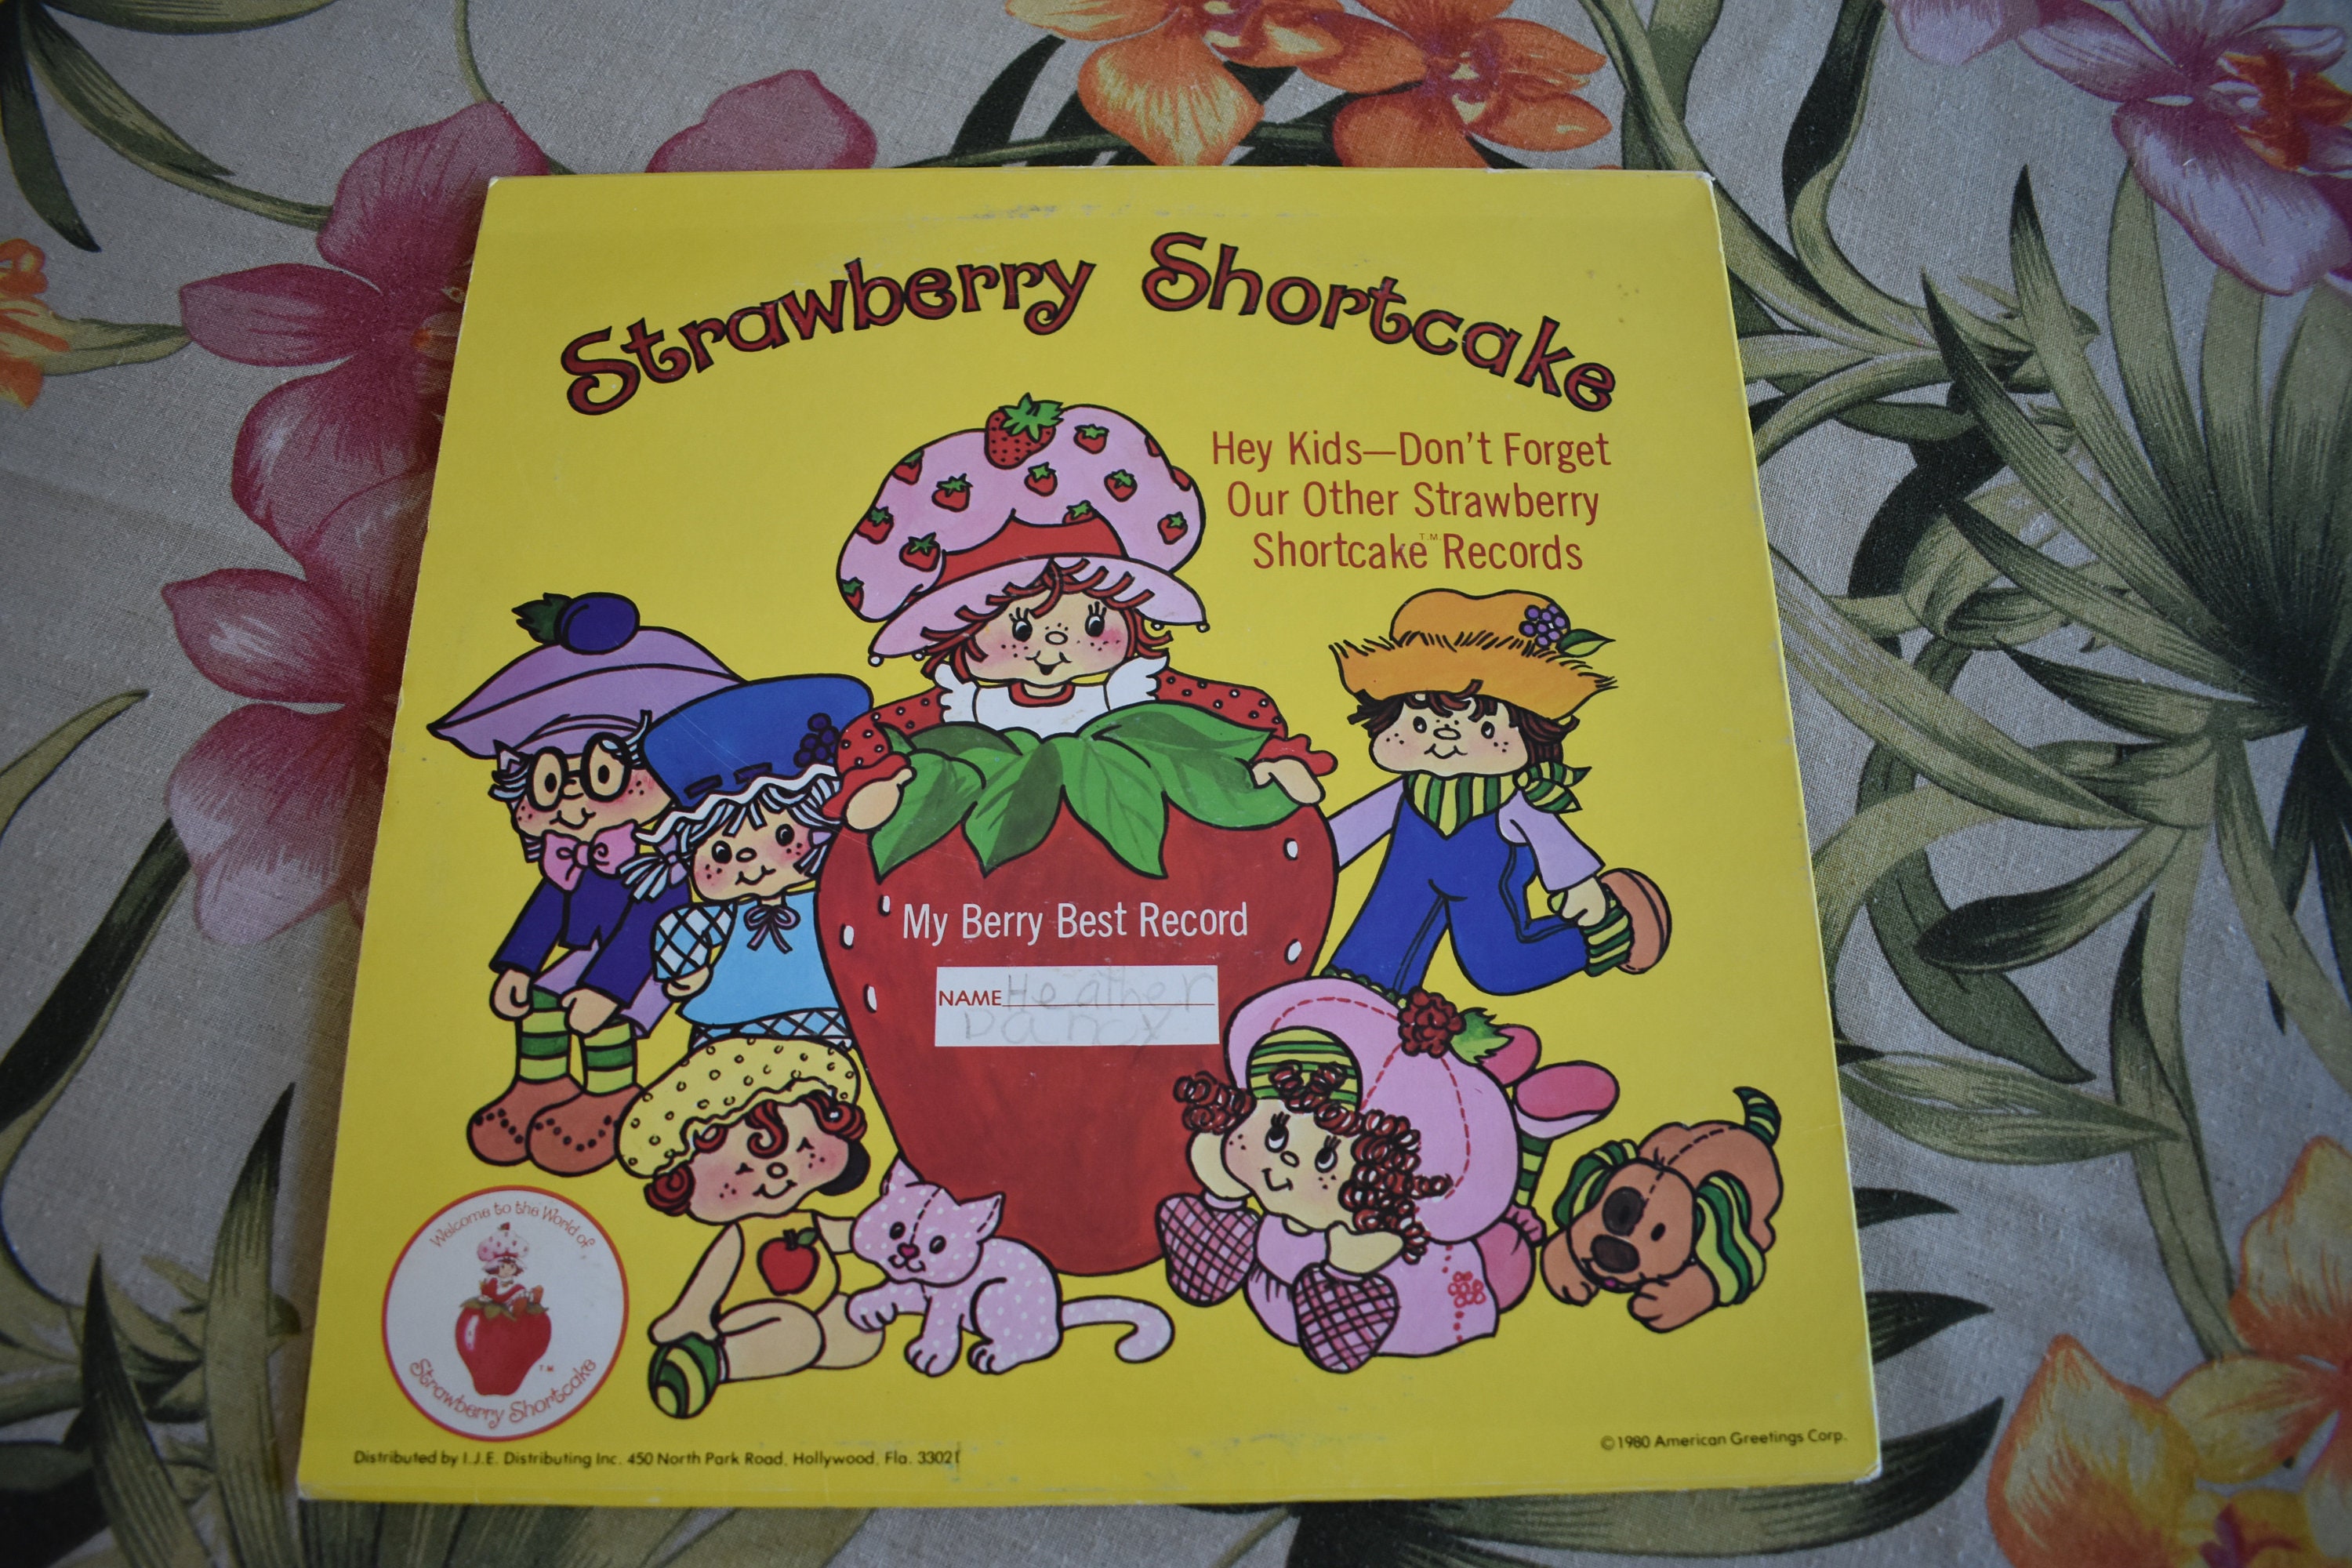 Strawberry Shortcake
Hey Kids—Don't Forget
Our Other Strawberry
Shortcake™ Records
My Berry Best Record
NAME Heather
Darcy
Welcome to the World of
Strawberry Shortcake
™
Distributed by I.J.E. Distributing Inc. 450 North Park Road, Hollywood, Fla. 33021
©1980 American Greetings Corp.